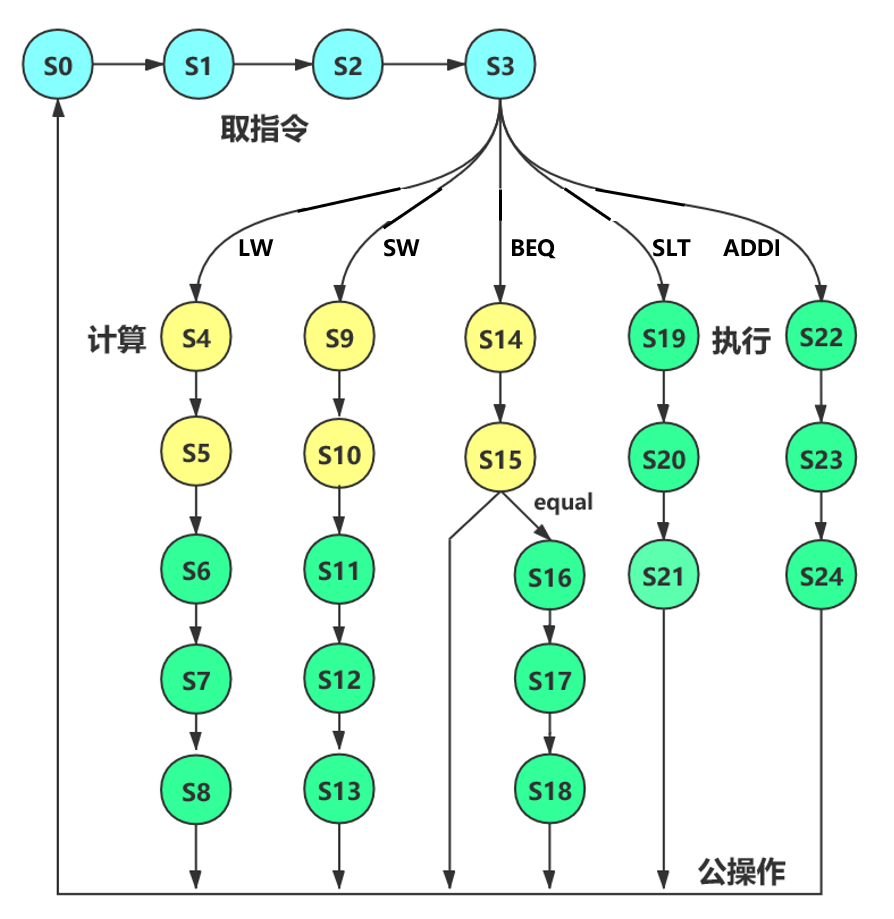 S0
S1
S2
S3
取指令
LW
SW
BEQ
SLT
ADDI
计算
S4
S9
S14
S19
执行
S22
S5
S10
S15
S20
S23
equal
S6
S11
S16
S21
S24
S7
S12
S17
S8
S13
S18
公操作